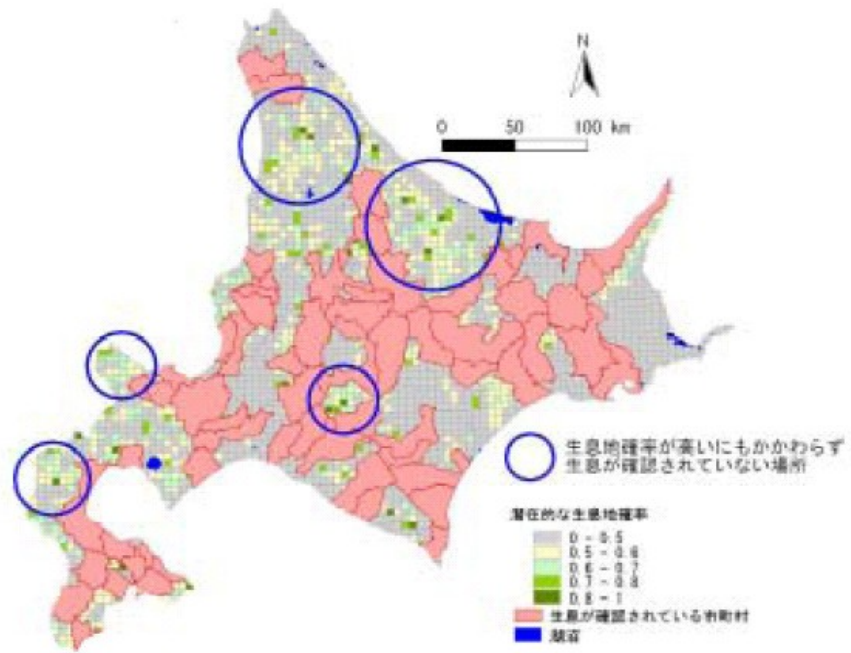 N
0 50 100 km
生息地確率が高いにもかかわらず
生息が確認されていない場所
潜在的な生息地確率
0 - 0.5
0.5 - 0.6
0.6 - 0.7
0.7 - 0.8
0.8 - 1
生息が確認されている市町村
湖沼